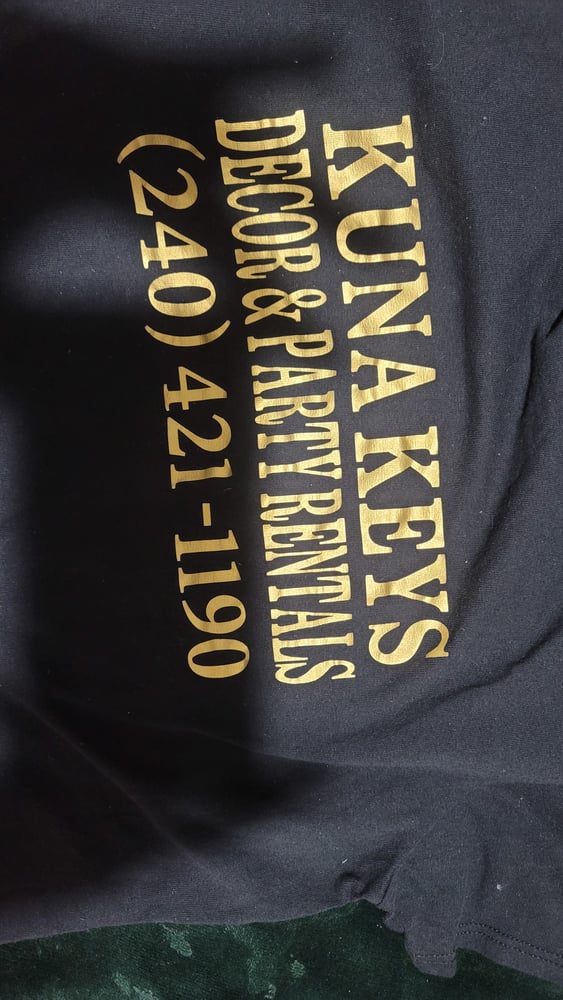 KUNA KEYS
DECOR & PARTY RENTALS
(240) 421-1190